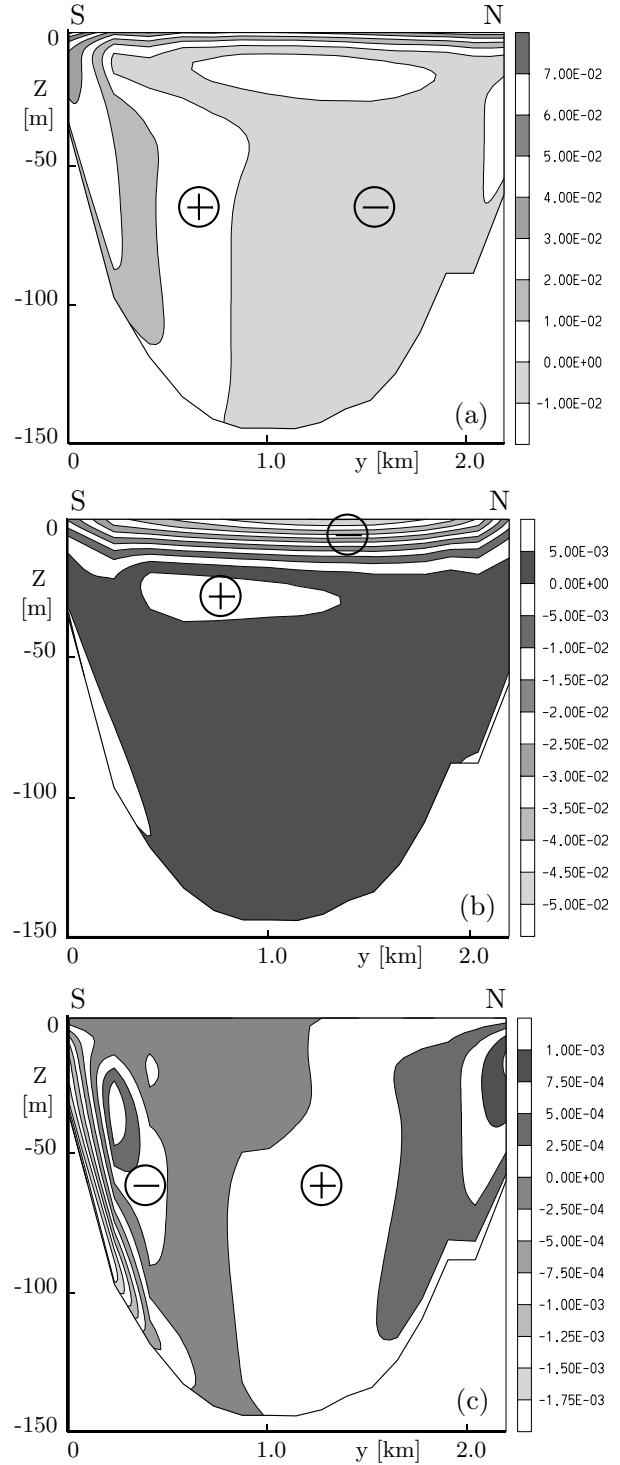 S N
0
Z
[m]
-50
-100
-150
0 1.0 y [km] 2.0
(a)
7.00E-02
6.00E-02
5.00E-02
4.00E-02
3.00E-02
2.00E-02
1.00E-02
0.00E+00
-1.00E-02
+ −
S N
0
Z
[m]
-50
-100
-150
0 1.0 y [km] 2.0
(b)
5.00E-03
0.00E+00
-5.00E-03
-1.50E-02
-2.00E-02
-2.50E-02
-3.00E-02
-3.50E-02
-4.00E-02
-4.50E-02
-5.00E-02
−
+
S N
0
Z
[m]
-50
-100
-150
0 1.0 y [km] 2.0
(c)
1.00E-03
7.50E-04
5.00E-04
2.50E-04
0.00E+00
-2.50E-04
-5.00E-04
-7.50E-04
-1.00E-03
-1.25E-03
-1.50E-03
-1.75E-03
− +